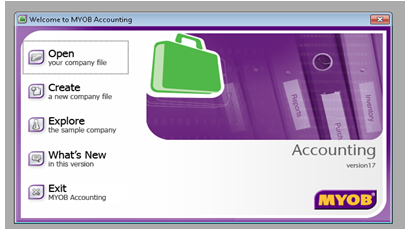 Welcome to MYOB Accounting
Open
your company file
Create
a new company file
Explore
the sample company
What's New
in this version
Exit
MYOB Accounting
Reports
Purch
Inventory
Accounting
version17
MYOB